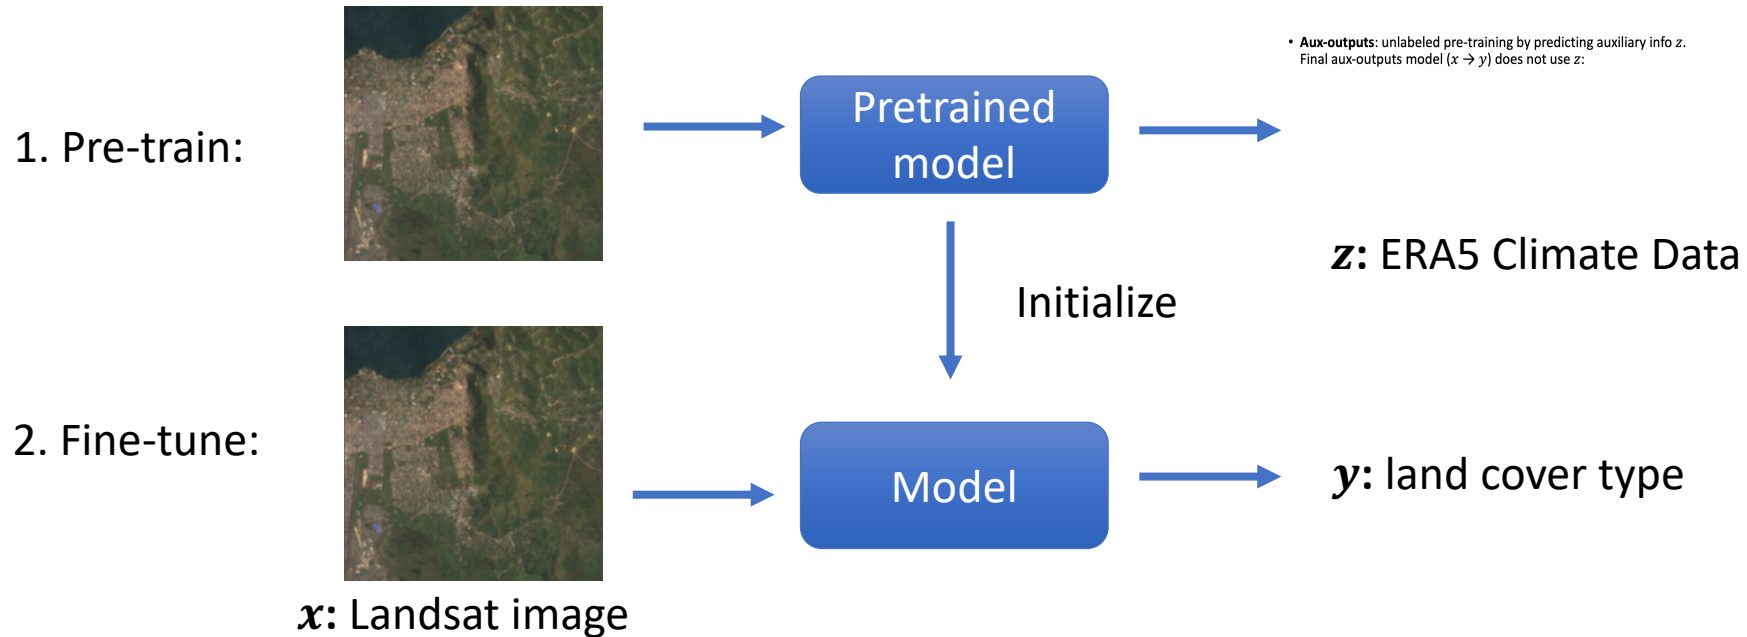 • Aux-outputs: unlabeled pre-training by predicting auxiliary info z.
Final aux-outputs model (x → y) does not use z:
1. Pre-train:
Pretrained
model
z: ERA5 Climate Data
Initialize
2. Fine-tune:
Model
y: land cover type
x: Landsat image